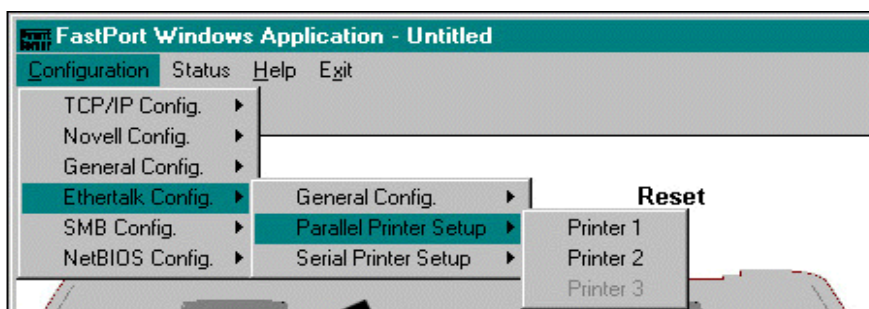 FastPort Windows Application - Untitled
Configuration Status Help Exit
TCP/IP Config.
Novell Config.
General Config.
Ethertalk Config.
SMB Config.
NetBIOS Config.
General Config.
Parallel Printer Setup
Serial Printer Setup
Reset
Printer 1
Printer 2
Printer 3